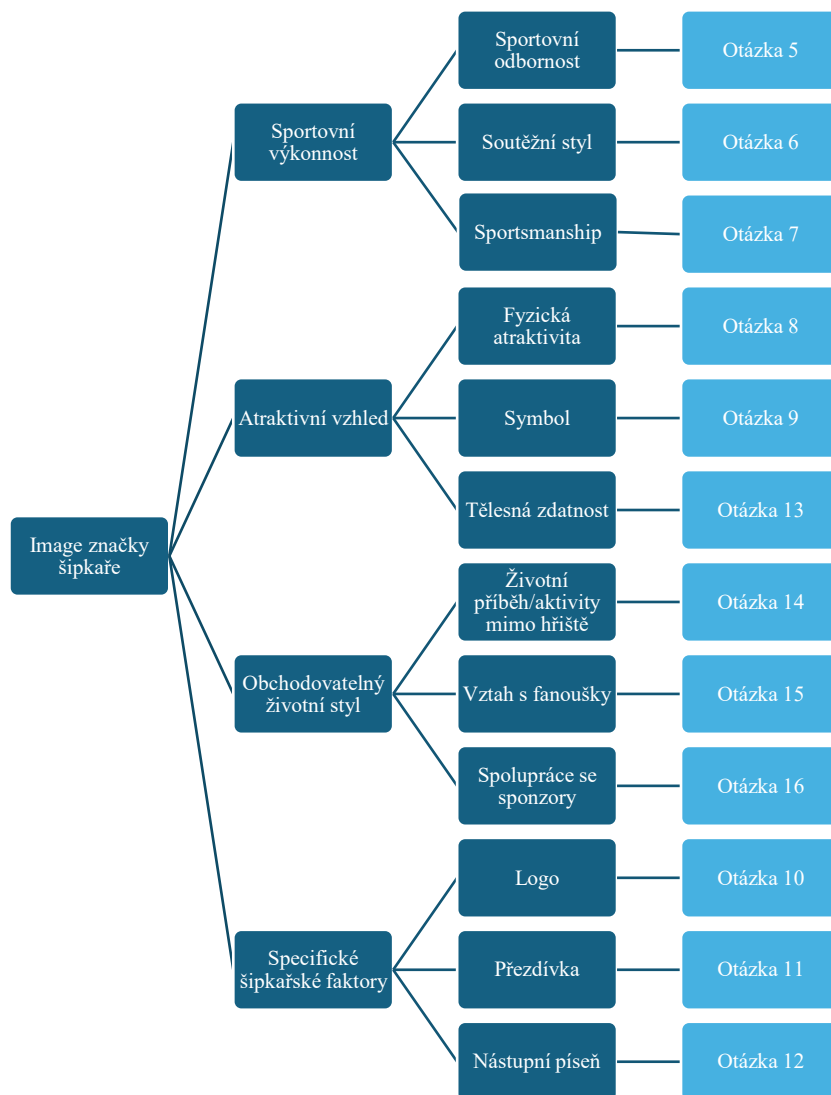 Image značky
šipkaře
Sportovní
výkonnost
Sportovní
odbornost
Otázka 5
Soutěžní styl
Otázka 6
Sportsmanship
Otázka 7
Atraktivní vzhled
Fyzická
atraktivita
Otázka 8
Symbol
Otázka 9
Tělesná zdatnost
Otázka 13
Obchodovatelný
životní styl
Životní
příběh/aktivity
mimo hřiště
Otázka 14
Vztah s fanoušky
Otázka 15
Spolupráce se
sponzory
Otázka 16
Specifické
šipkařské faktory
Logo
Otázka 10
Přezdívka
Otázka 11
Nástupní píseň
Otázka 12